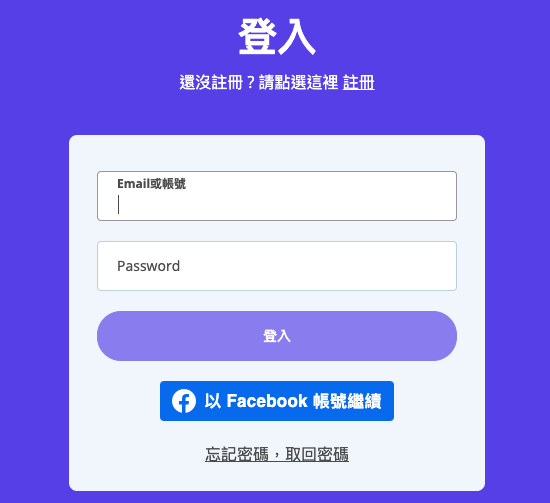 登入
還沒註冊？請點選這裡 註冊
Email或帳號
Password
登入
以 Facebook 帳號繼續
忘記密碼，取回密碼